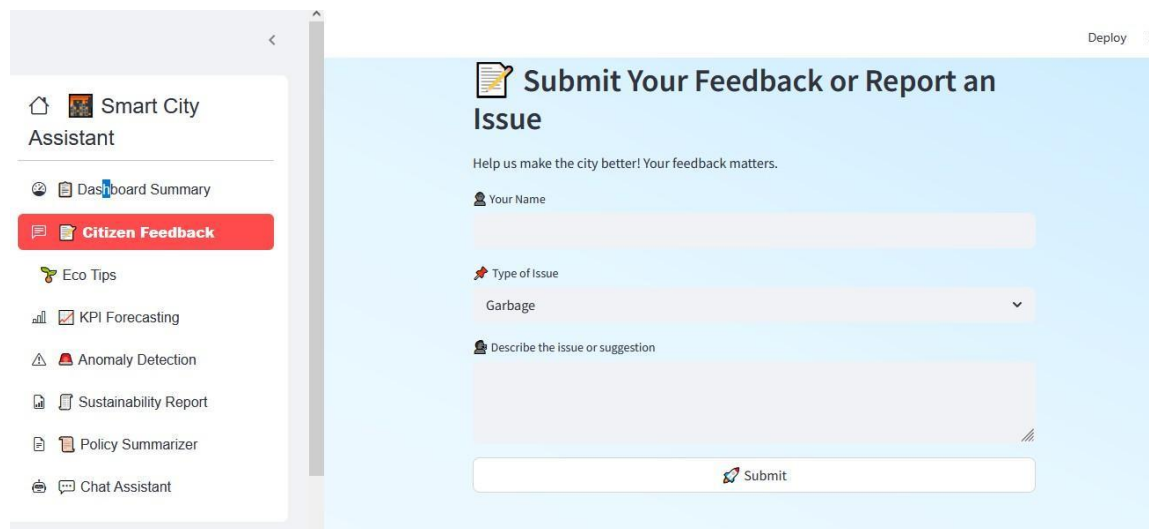 Smart City
Assistant
Dashboard Summary
Citizen Feedback
Eco Tips
KPI Forecasting
Anomaly Detection
Sustainability Report
Policy Summarizer
Chat Assistant
Deploy
Submit Your Feedback or Report an
Issue
Help us make the city better! Your feedback matters.
Your Name
Type of Issue
Garbage
Describe the issue or suggestion
Submit